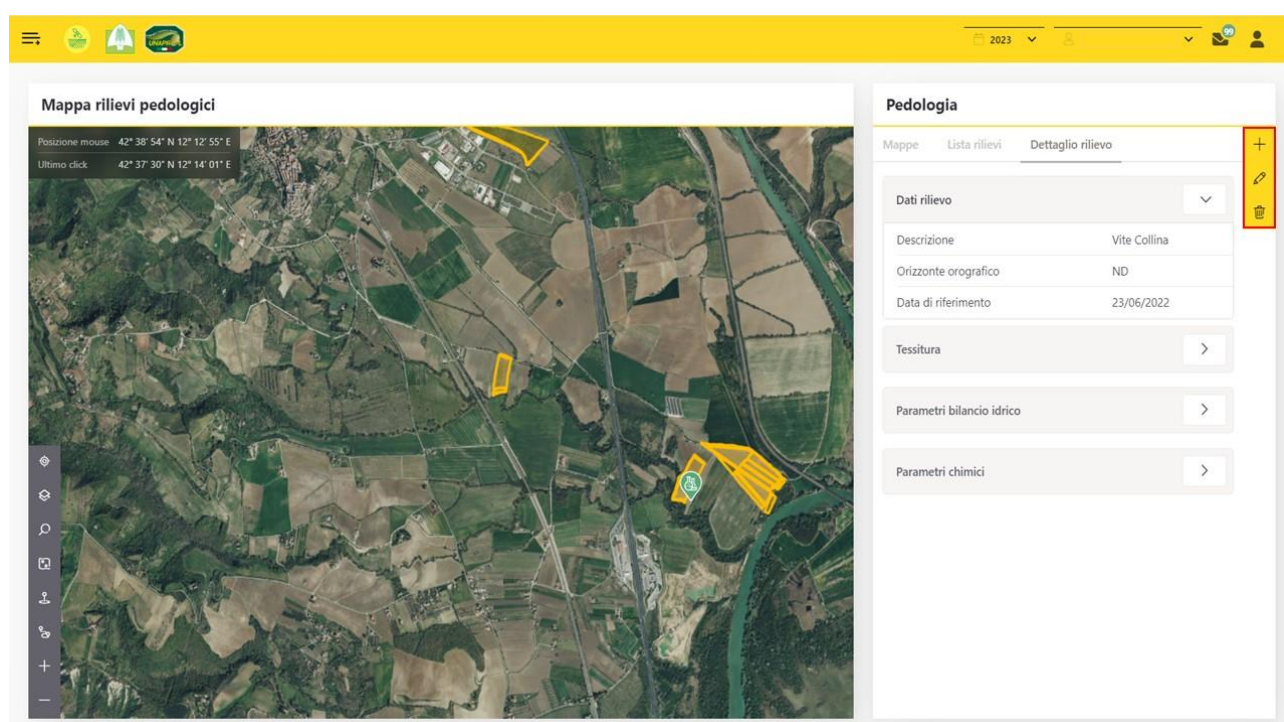 2023
99
Mappa rilievi pedologici
Posizione mouse 42° 38' 54" N 12° 12' 55" E
Ultimo click 42° 37' 30" N 12° 14' 01" E
Pedologia
Mappe Lista rilievi Dettaglio rilievo
Dati rilievo
Descrizione Vite Collina
Orizzonte orografico ND
Data di riferimento 23/06/2022
Tessitura
Parametri bilancio idrico
Parametri chimici